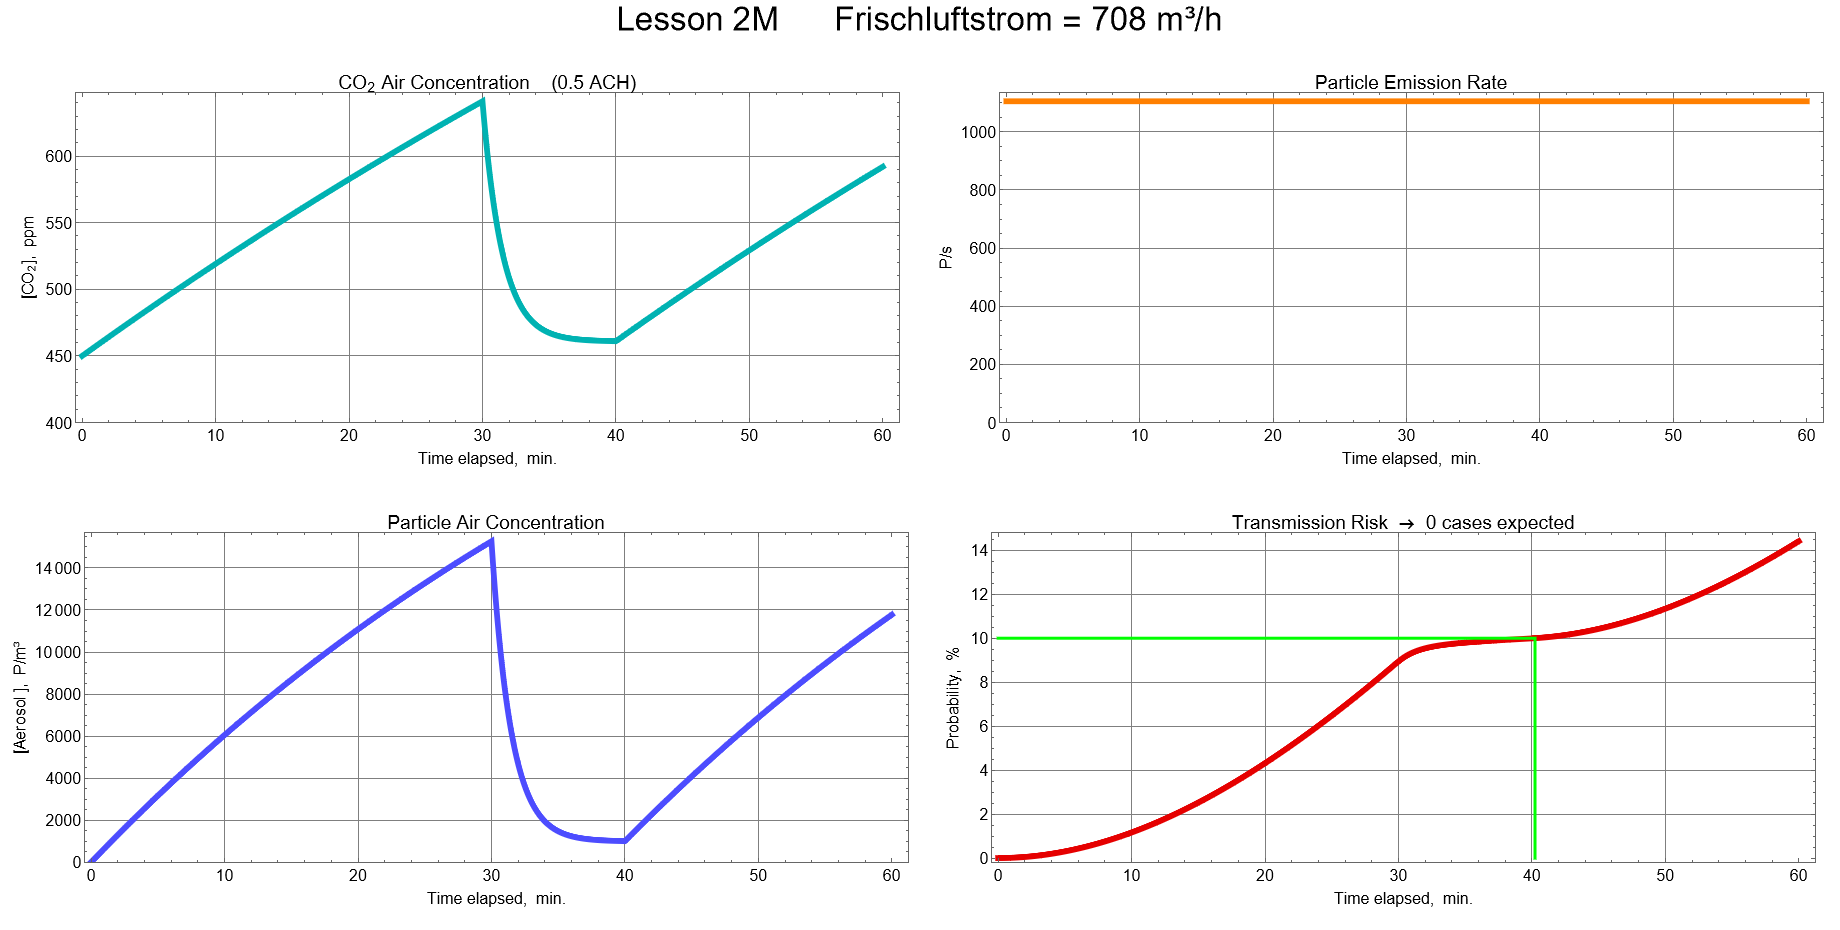 Lesson 2M Frischluftstrom = 708 m³/h
CO₂ Air Concentration (0.5 ACH)
[CO₂], ppm
600
550
500
450
400
0 10 20 30 40 50 60
Time elapsed, min.
Particle Emission Rate
P/s
1000
800
600
400
200
0
0 10 20 30 40 50 60
Time elapsed, min.
Particle Air Concentration
[Aerosol ], P/m³
14 000
12 000
10 000
8000
6000
4000
2000
0
0 10 20 30 40 50 60
Time elapsed, min.
Transmission Risk → 0 cases expected
Probability, %
14
12
10
8
6
4
2
0
0 10 20 30 40 50 60
Time elapsed, min.